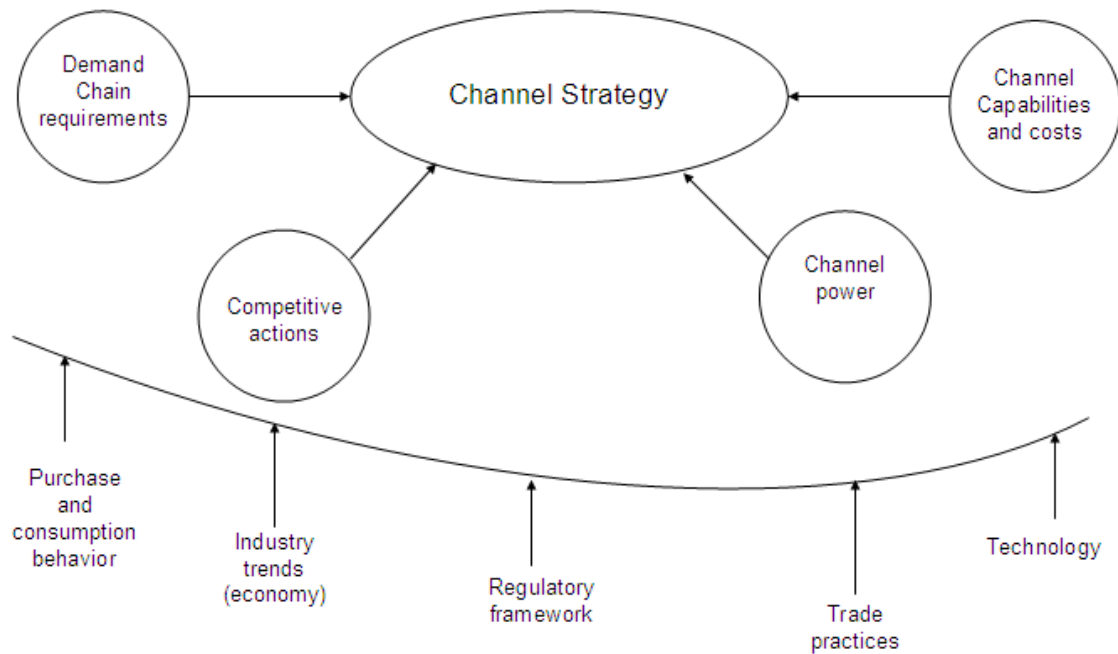 Demand
Chain
requirements
Channel Strategy
Channel
Capabilities
and costs
Competitive
actions
Channel
power
Purchase
and
consumption
behavior
Industry
trends
(economy)
Regulatory
framework
Trade
practices
Technology